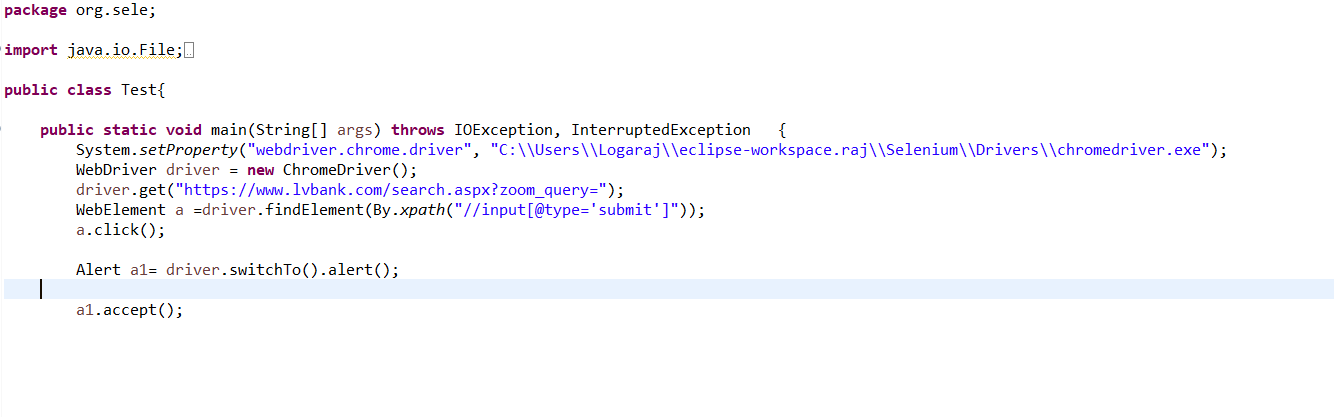 package org.sele;
import java.io.File;
public class Test{
public static void main(String[] args) throws IOException, InterruptedException {
System.setProperty("webdriver.chrome.driver", "C:\\Users\\Logaraj\\eclipse-workspace.raj\\Selenium\\Drivers\\chromedriver.exe");
WebDriver driver = new ChromeDriver();
driver.get("https://www.lvbank.com/search.aspx?zoom_query=");
WebElement a =driver.findElement(By.xpath("//input[@type='submit']"));
a.click();
Alert a1= driver.switchTo().alert();
a1.accept();